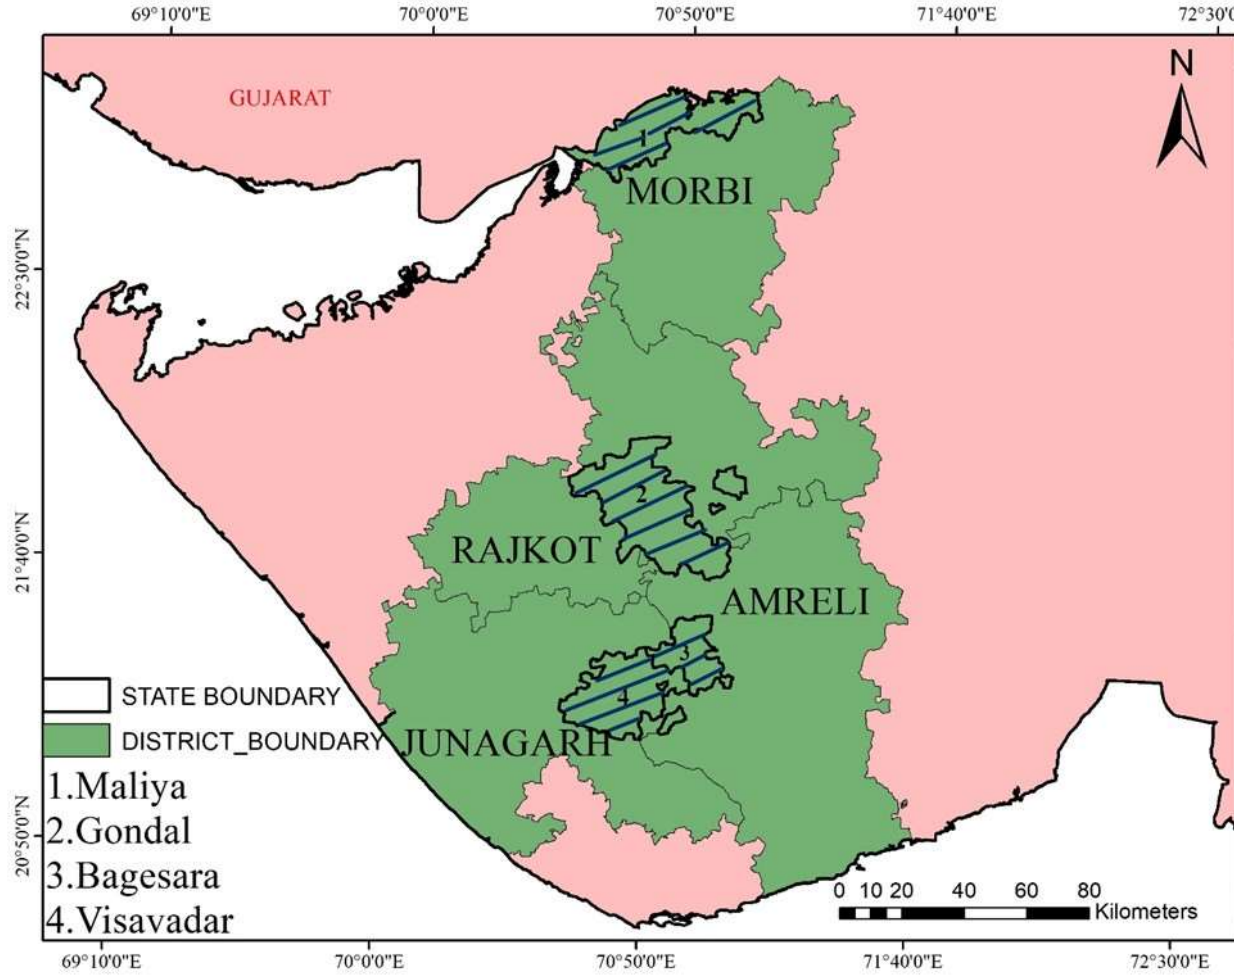 69°10'0"E 70°00'0"E 70°50'0"E 71°40'0"E 72°30'0"E
N
GUJARAT
1
MORBI
22°30'0"N
2
RAJKOT
21°40'0"N
AMRELI
3
4
STATE BOUNDARY
DISTRICT_BOUNDARY
JUNAGARH
1.Maliya
2.Gondal
20°50'0"N
3.Bagesara
4.Visavadar
0 10 20 40 60 80
Kilometers
69°10'0"E 70°00'0"E 70°50'0"E 71°40'0"E 72°30'0"E